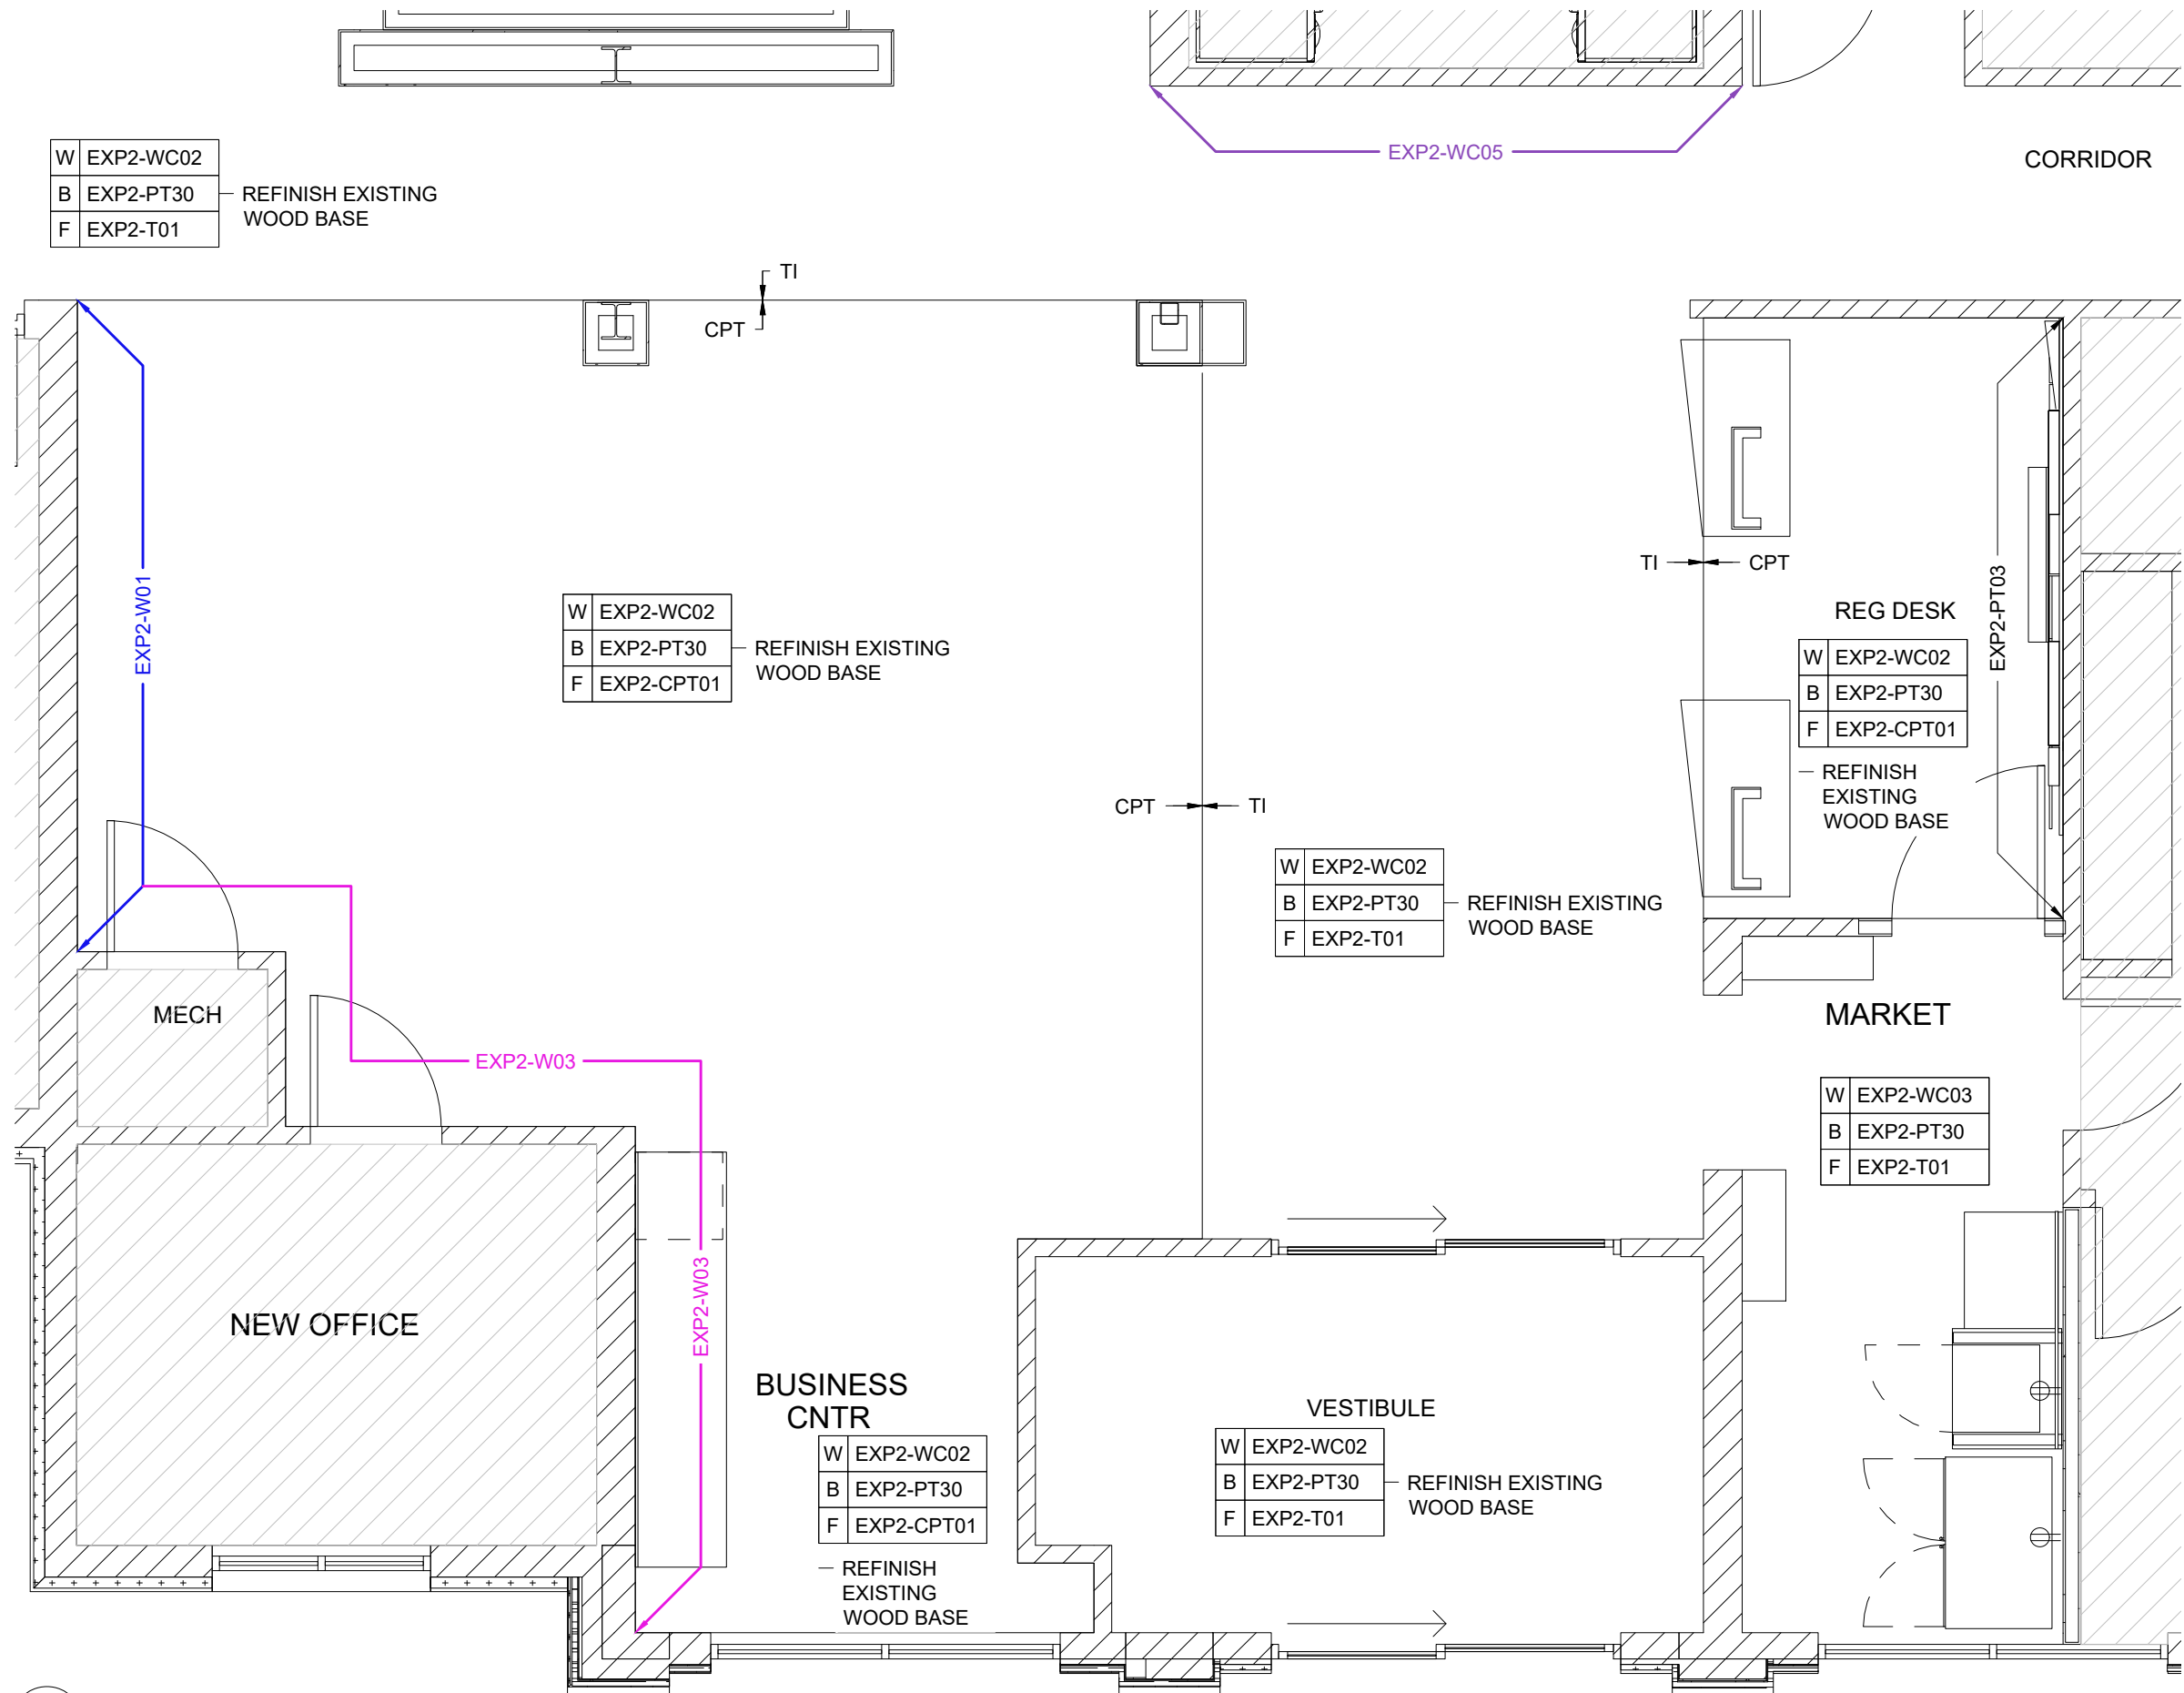 EXP2-WC05
CORRIDOR
W EXP2-WC02
B EXP2-PT30
F EXP2-T01
REFINISH EXISTING
WOOD BASE
TI
CPT
EXP2-W01
W EXP2-WC02
B EXP2-PT30
F EXP2-CPT01
REFINISH EXISTING
WOOD BASE
TI
CPT
REG DESK
EXP2-PT03
W EXP2-WC02
B EXP2-PT30
F EXP2-CPT01
REFINISH
EXISTING
WOOD BASE
CPT
TI
W EXP2-WC02
B EXP2-PT30
F EXP2-T01
REFINISH EXISTING
WOOD BASE
MECH
EXP2-W03
MARKET
W EXP2-WC03
B EXP2-PT30
F EXP2-T01
NEW OFFICE
EXP2-W03
BUSINESS
CNTR
W EXP2-WC02
B EXP2-PT30
F EXP2-CPT01
REFINISH
EXISTING
WOOD BASE
VESTIBULE
W EXP2-WC02
B EXP2-PT30
F EXP2-T01
REFINISH EXISTING
WOOD BASE